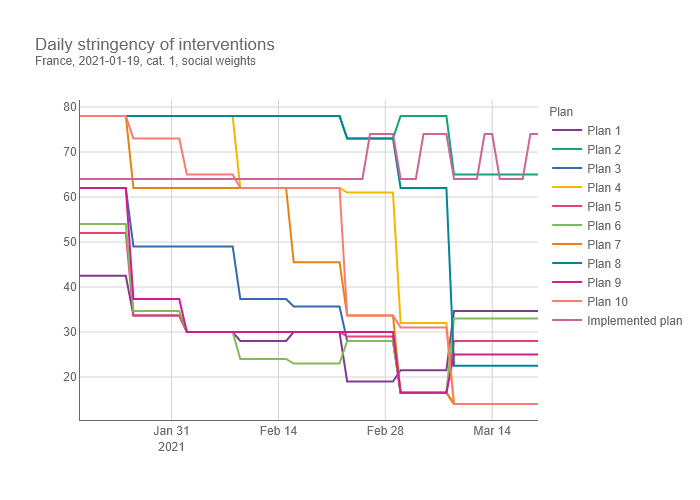 Daily stringency of interventions
France, 2021-01-19, cat. 1, social weights
80
70
60
50
40
30
20
Jan 31
2021
Feb 14
Feb 28
Mar 14
Plan
Plan 1
Plan 2
Plan 3
Plan 4
Plan 5
Plan 6
Plan 7
Plan 8
Plan 9
Plan 10
Implemented plan